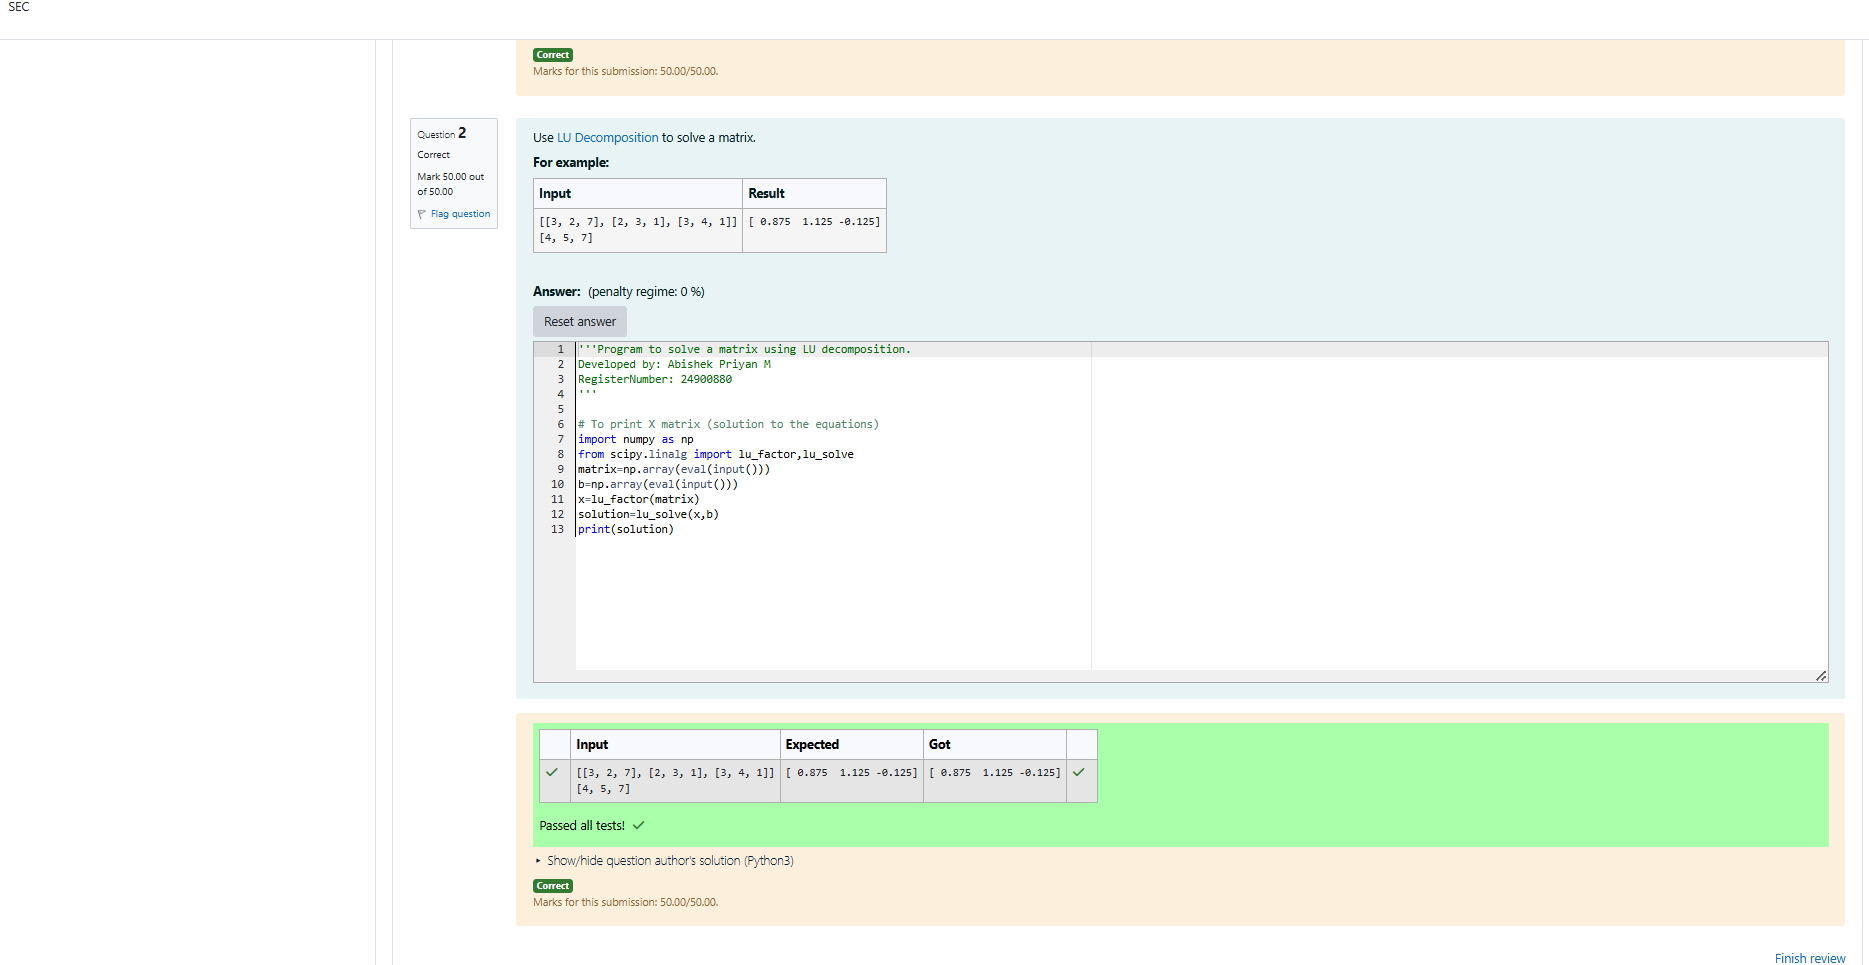 SEC
Correct
Marks for this submission: 50.00/50.00.
Question 2
Correct
Mark 50.00 out
of 50.00
Flag question
Use LU Decomposition to solve a matrix.
For example:
Input Result
[[3, 2, 7], [2, 3, 1], [3, 4, 1]] [ 0.875  1.125 -0.125]
[4, 5, 7]
Answer: (penalty regime: 0 %)
Reset answer
1 '''Program to solve a matrix using LU decomposition.
2 Developed by: Abishek Priyan M
3 RegisterNumber: 24900880
4 '''
5
6 # To print X matrix (solution to the equations)
7 import numpy as np
8 from scipy.linalg import lu_factor,lu_solve
9 matrix=np.array(eval(input()))
10 b=np.array(eval(input()))
11 x=lu_factor(matrix)
12 solution=lu_solve(x,b)
13 print(solution)
Input Expected Got
[[3, 2, 7], [2, 3, 1], [3, 4, 1]] [ 0.875  1.125 -0.125] [ 0.875  1.125 -0.125]
[4, 5, 7]
Passed all tests!
Show/hide question author's solution (Python3)
Correct
Marks for this submission: 50.00/50.00.
Finish review